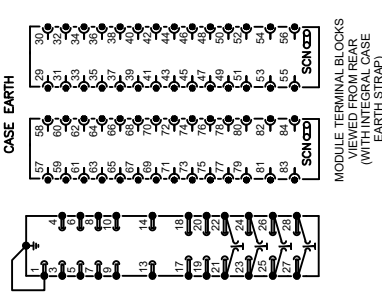 CASE EARTH
30 32 34 36 38 40 42 44 46 48 50 52 54 56
29 31 33 35 37 39 41 43 45 47 49 51 53 55
SCN
58 60 62 64 66 68 70 72 74 76 78 80 82 84
57 59 61 63 65 67 69 71 73 75 77 79 81 83
SCN
4 6 8 10 14 18 20 22 24 26 28
1 3 5 7 9 13 17 19 21 23 25 27
MODULE TERMINAL BLOCKS
VIEWED FROM REAR
(WITH INTEGRAL CASE
EARTH STRAP)